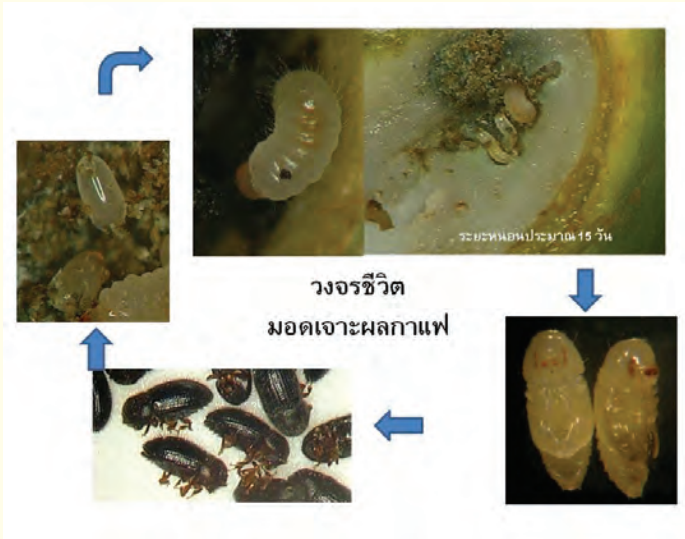 ระยะหนอนประมาณ 15 วัน
วงจรชีวิต
มอดเจาะผลกาแฟ